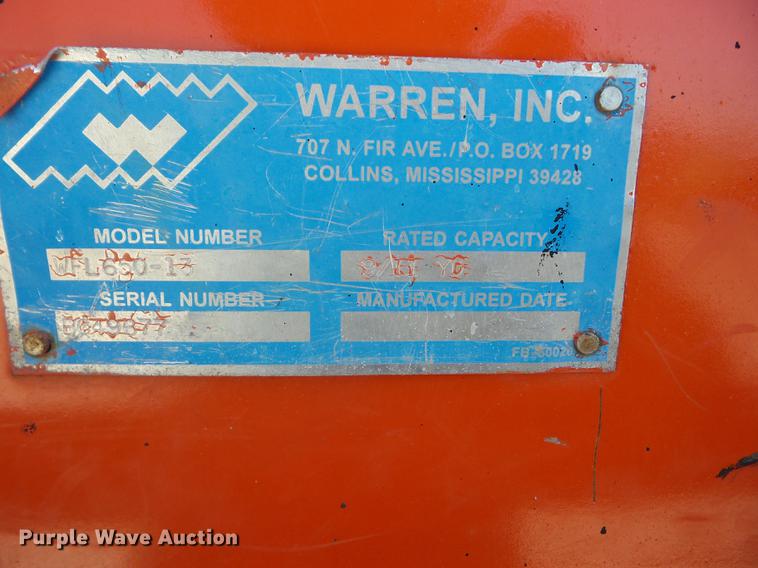 WARREN, INC.
707 N. FIR AVE./P.O. BOX 1719
COLLINS, MISSISSIPPI 39428
MODEL NUMBER
RATED CAPACITY
SERIAL NUMBER
MANUFACTURED DATE
Purple Wave Auction